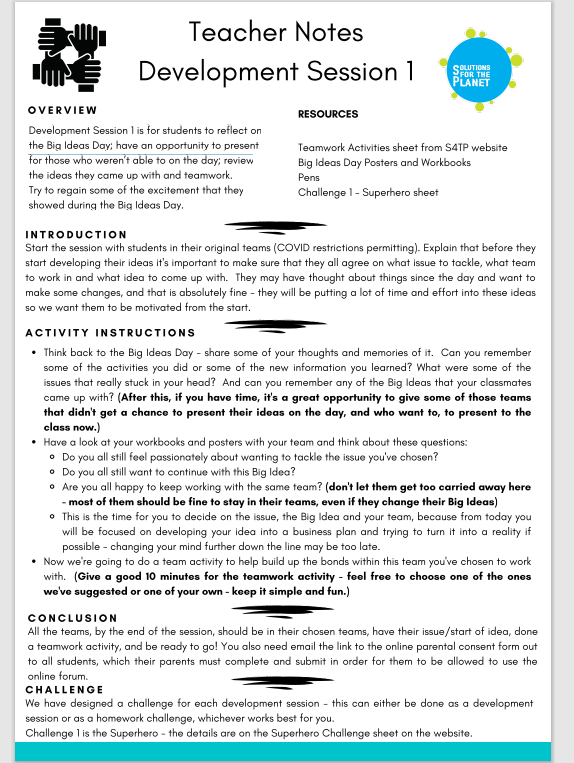 Teacher Notes
Development Session 1
SOLUTIONS
FOR THE
PLANET
OVERVIEW
Development Session 1 is for students to reflect on
the Big Ideas Day; have an opportunity to present
for those who weren't able to on the day; review
the ideas they came up with and teamwork.
Try to regain some of the excitement that they
showed during the Big Ideas Day.
RESOURCES
Teamwork Activities sheet from S4TP website
Big Ideas Day Posters and Workbooks
Pens
Challenge 1 - Superhero sheet
INTRODUCTION
Start the session with students in their original teams (COVID restrictions permitting). Explain that before they
start developing their ideas it's important to make sure that they all agree on what issue to tackle, what team
to work in and what idea to come up with. They may have thought about things since the day and want to
make some changes, and that is absolutely fine - they will be putting a lot of time and effort into these ideas
so we want them to be motivated from the start.
ACTIVITY INSTRUCTIONS
• Think back to the Big Ideas Day - share some of your thoughts and memories of it. Can you remember
some of the activities you did or some of the new information you learned? What were some of the
issues that really stuck in your head? And can you remember any of the Big Ideas that your classmates
came up with? (After this, if you have time, it's a great opportunity to give some of those teams
that didn't get a chance to present their ideas on the day, and who want to, to present to the
class now.)
• Have a look at your workbooks and posters with your team and think about these questions:
○ Do you all still feel passionately about wanting to tackle the issue you've chosen?
○ Do you all still want to continue with this Big Idea?
○ Are you all happy to keep working with the same team? (don't let them get too carried away here
- most of them should be fine to stay in their teams, even if they change their Big Ideas)
○ This is the time for you to decide on the issue, the Big Idea and your team, because from today you
will be focused on developing your idea into a business plan and trying to turn it into a reality if
possible - changing your mind further down the line may be too late.
• Now we're going to do a team activity to help build up the bonds within this team you've chosen to work
with. (Give a good 10 minutes for the teamwork activity - feel free to choose one of the ones
we've suggested or one of your own - keep it simple and fun.)
CONCLUSION
All the teams, by the end of the session, should be in their chosen teams, have their issue/start of idea, done
a teamwork activity, and be ready to go! You also need email the link to the online parental consent form out
to all students, which their parents must complete and submit in order for them to be allowed to use the
online forum.
CHALLENGE
We have designed a challenge for each development session - this can either be done as a development
session or as a homework challenge, whichever works best for you.
Challenge 1 is the Superhero - the details are on the Superhero Challenge sheet on the website.